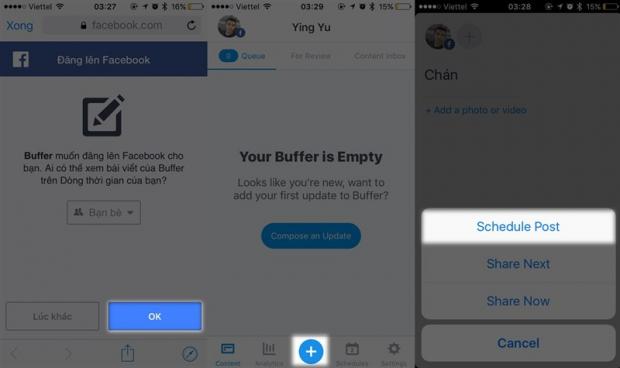 Viettel 03:27 16%
Xong facebook.com
Đăng lên Facebook
Buffer muốn đăng lên Facebook cho
bạn. Ai có thể xem bài viết của Buffer
trên Dòng thời gian của bạn?
Bạn bè
Lúc khác OK
Viettel 03:29 15%
Ying Yu
0 Queue For Review Content Inbox
Your Buffer is Empty
Looks like you're new, want to
add your first update to Buffer?
Compose an Update
Content Analytics Schedules Settings
Viettel 03:28 15%
Chán
+ Add a photo or video
Schedule Post
Share Next
Share Now
Cancel